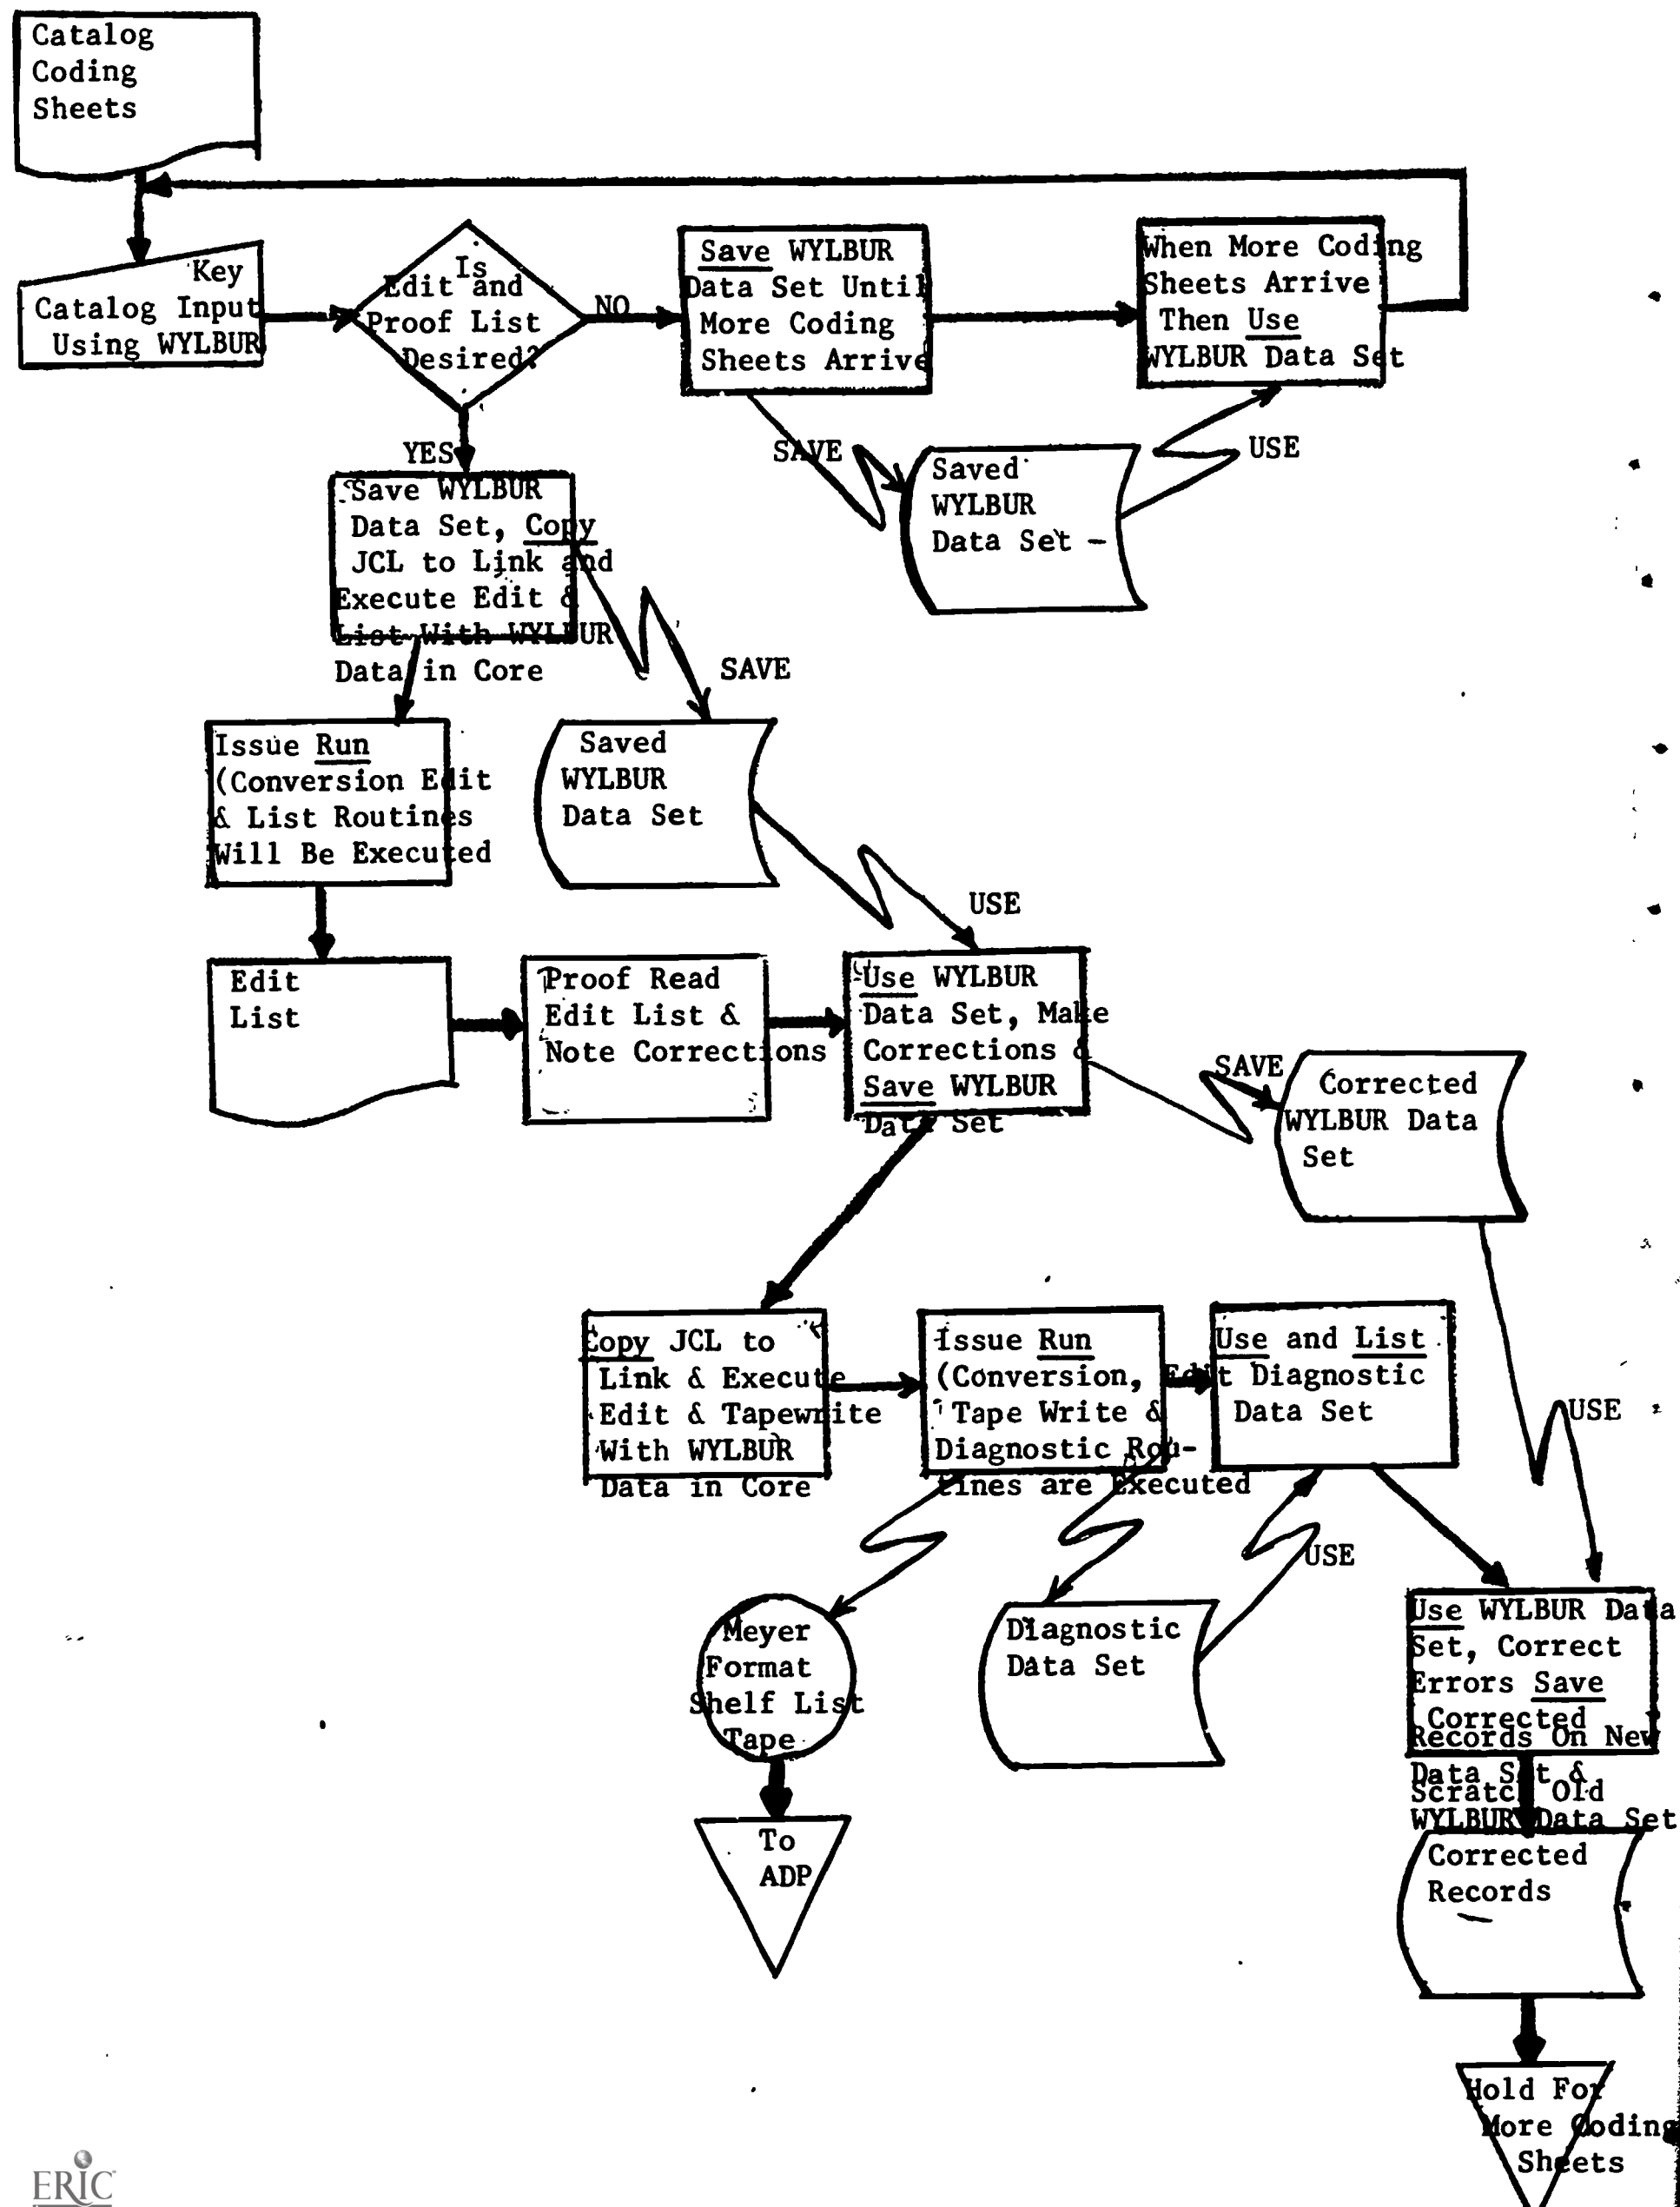 Catalog
Coding
Sheets
Key
Catalog Input
Using WYLBUR
Is
Edit and
Proof List
Desired?
NO
Save WYLBUR
Data Set Until
More Coding
Sheets Arrive
When More Coding
Sheets Arrive
Then Use
WYLBUR Data Set
YES
SAVE
USE
Saved
WYLBUR
Data Set
Save WYLBUR
Data Set, Copy
JCL to Link and
Execute Edit &
List With WYLBUR
Data in Core
SAVE
Issue Run
(Conversion Edit
& List Routines
Will Be Executed
Saved
WYLBUR
Data Set
USE
Edit
List
Proof Read
Edit List &
Note Corrections
Use WYLBUR
Data Set, Make
Corrections &
Save WYLBUR
Data Set
SAVE
Corrected
WYLBUR Data
Set
Copy JCL to
Link & Execute
Edit & Tapewrite
With WYLBUR
Data in Core
Issue Run
(Conversion, Edit
Tape Write &
Diagnostic Rou-
tines are Executed
Use and List
Diagnostic
Data Set
USE
USE
Meyer
Format
Shelf List
Tape
Diagnostic
Data Set
Use WYLBUR Data
Set, Correct
Errors Save
Corrected
Records On New
Data Set &
Scratch Old
WYLBUR Data Set
To
ADP
Corrected
Records
Hold For
More Coding
Sheets
ERIC